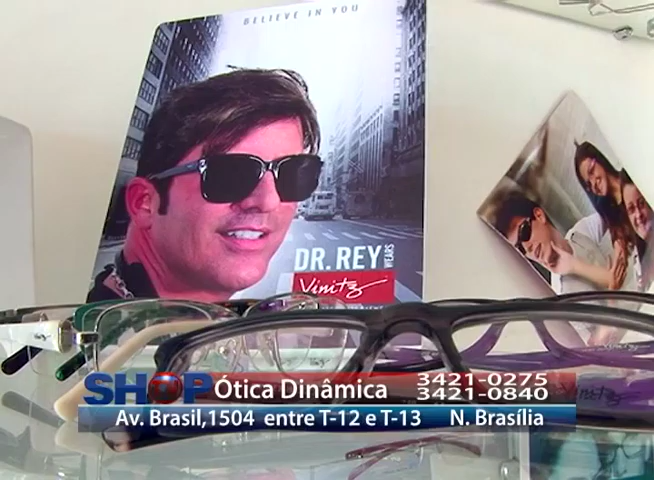 BELIEVE IN YOU
DR. REY
WEARS
Vinitz
SHOP
Ótica Dinâmica
3421-0275
3421-0840
Av. Brasil,1504 entre T-12 e T-13 N. Brasília